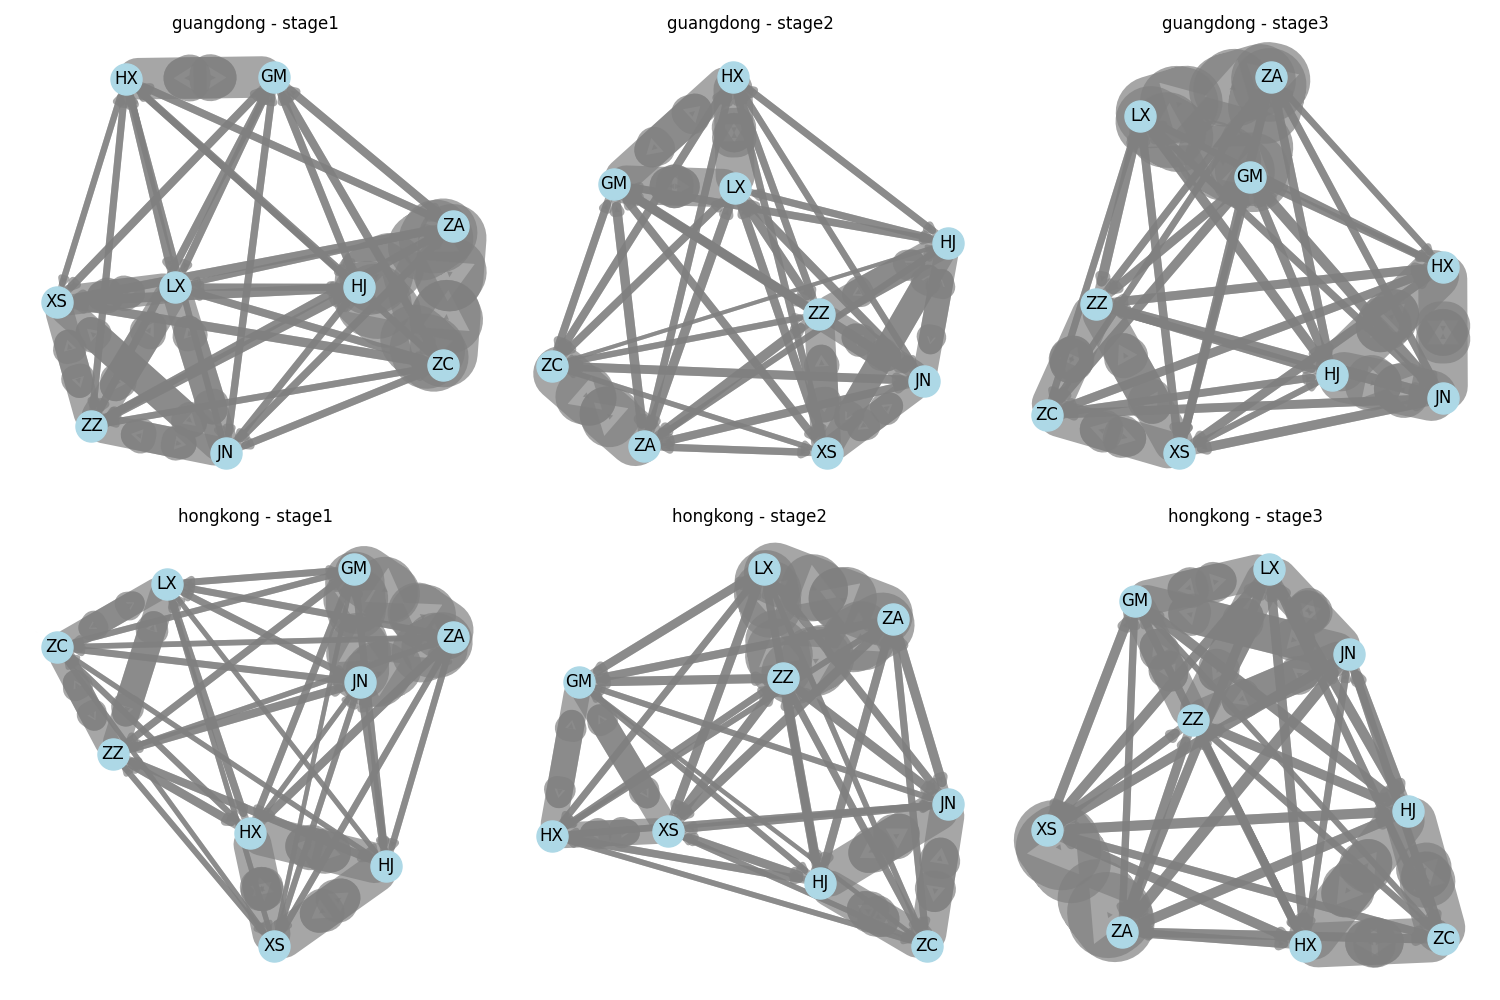 guangdong - stage1
HX
GM
ZA
LX
HJ
XS
ZC
ZZ
JN
guangdong - stage2
HX
GM
LX
HJ
ZZ
ZC
JN
ZA
XS
guangdong - stage3
ZA
LX
GM
HX
ZZ
HJ
JN
ZC
XS
hongkong - stage1
GM
LX
ZA
ZC
JN
ZZ
HX
HJ
XS
hongkong - stage2
LX
ZA
ZZ
GM
JN
XS
HX
HJ
ZC
hongkong - stage3
LX
GM
JN
ZZ
HJ
XS
ZA
ZC
HX